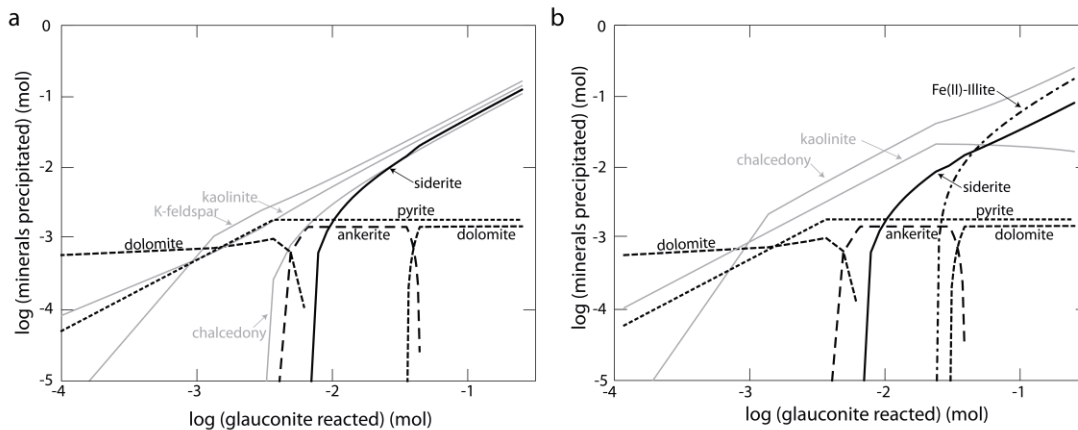 a
b
0
-1
-2
-3
-4
-5
log (minerals precipitated) (mol)
K-feldspar
kaolinite
siderite
pyrite
dolomite
ankerite
dolomite
chalcedony
-4
-3
-2
-1
log (glauconite reacted) (mol)
0
-1
-2
-3
-4
-5
log (minerals precipitated) (mol)
Fe(II)-Illite
kaolinite
chalcedony
siderite
pyrite
dolomite
ankerite
dolomite
-4
-3
-2
-1
log (glauconite reacted) (mol)